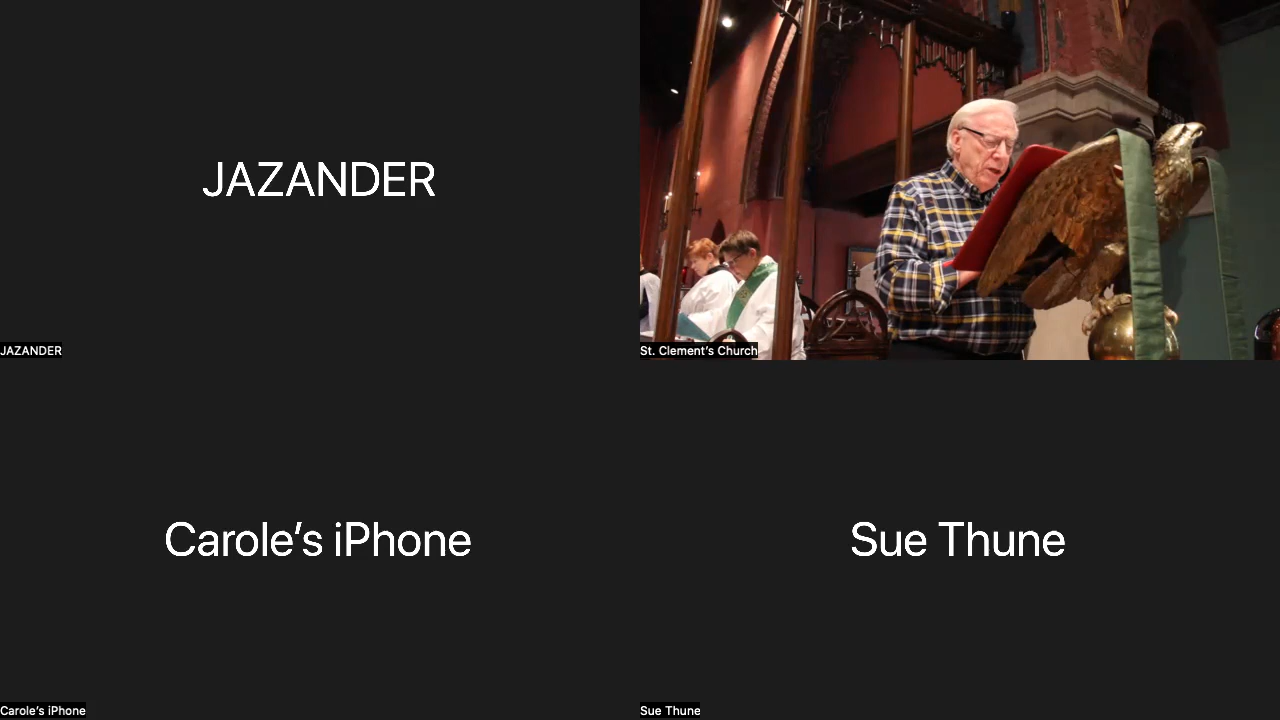 JAZANDER
JAZANDER
St. Clement's Church
Carole's iPhone
Sue Thune
Carole's iPhone
Sue Thune